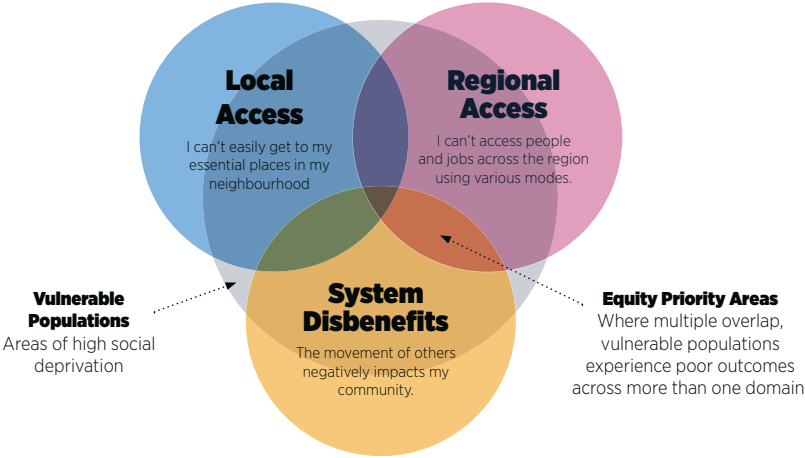 Local
Access
I can't easily get to my
essential places in my
neighbourhood
Regional
Access
I can't access people
and jobs across the region
using various modes.
Vulnerable
Populations
Areas of high social
deprivation
System
Disbenefits
The movement of others
negatively impacts my
community.
Equity Priority Areas
Where multiple overlap,
vulnerable populations
experience poor outcomes
across more than one domain